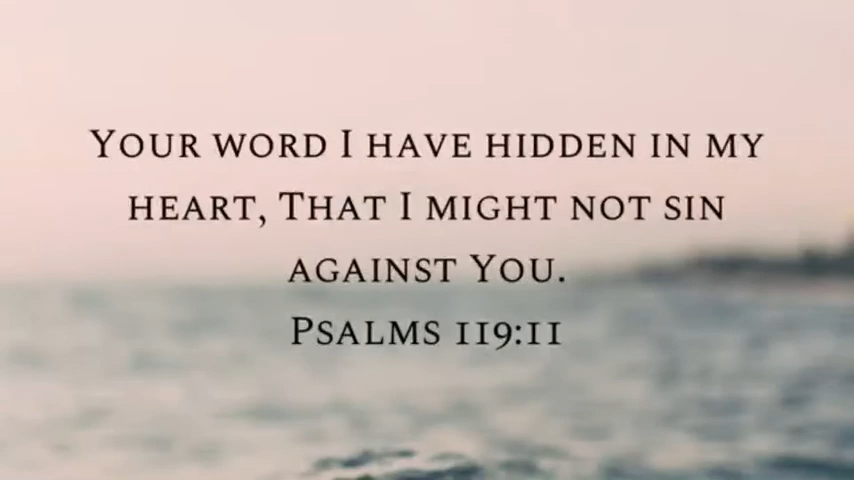 Your word I have hidden in my
heart, That I might not sin
against You.
Psalms 119:11